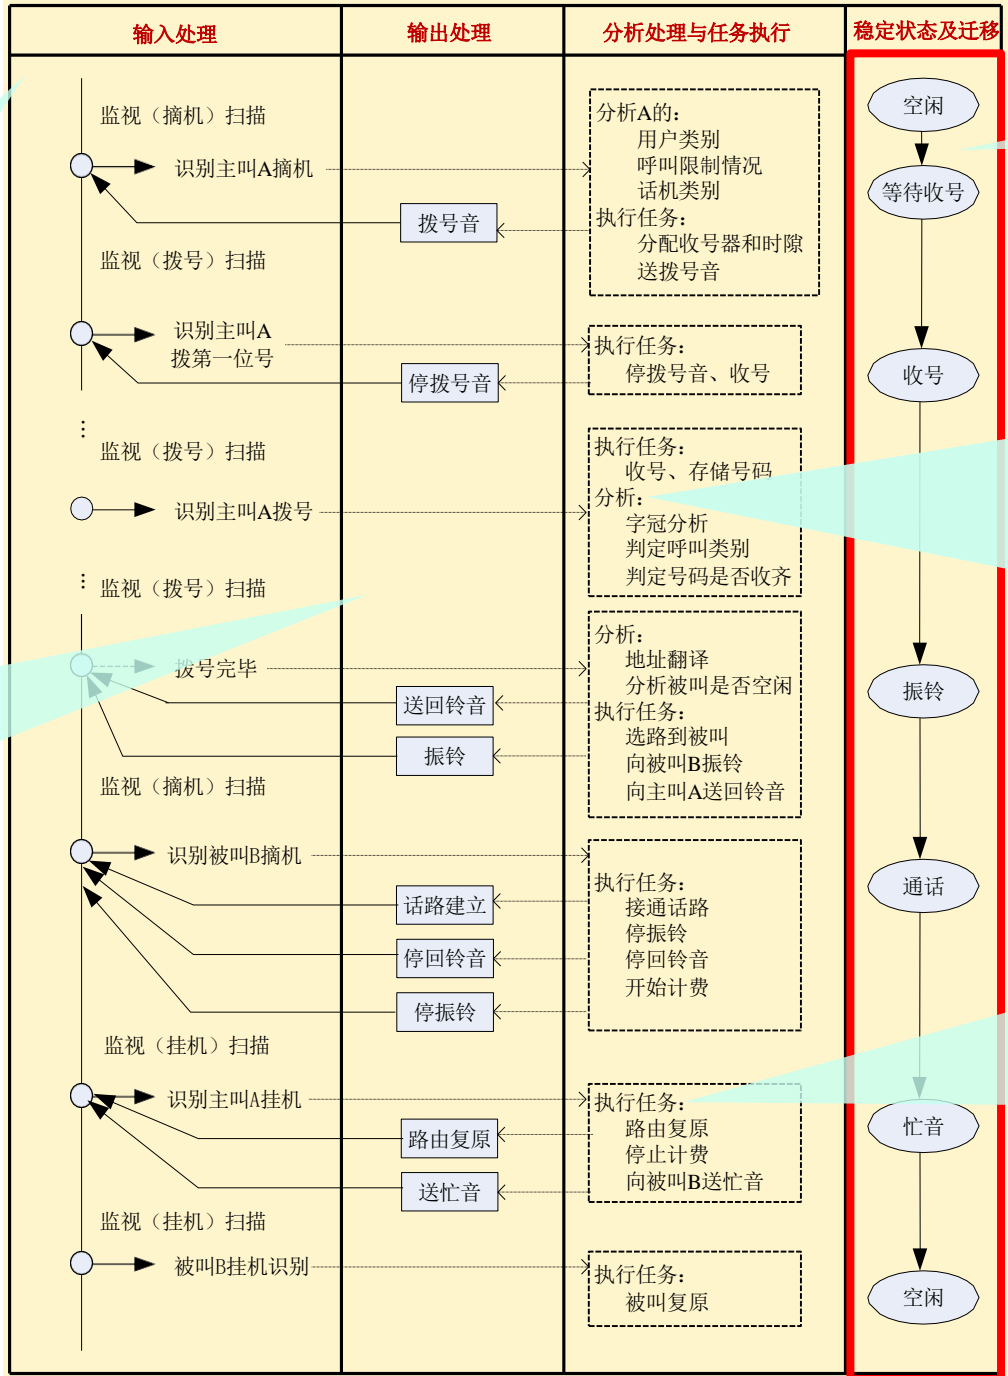 输入处理
输出处理
分析处理与任务执行
稳定状态及迁移
监视（摘机）扫描
识别主叫A摘机
拨号音
分析A的：
用户类别
呼叫限制情况
话机类别
执行任务：
分配收号器和时隙
送拨号音
空闲
等待收号
监视（拨号）扫描
识别主叫A
拨第一位号
停拨号音
执行任务：
停拨号音、收号
收号
⋮
监视（拨号）扫描
识别主叫A拨号
执行任务：
收号、存储号码
分析：
字冠分析
判定呼叫类别
判定号码是否收齐
⋮
监视（拨号）扫描
拨号完毕
送回铃音
振铃
分析：
地址翻译
分析被叫是否空闲
执行任务：
选路到被叫
向被叫B振铃
向主叫A送回铃音
振铃
监视（摘机）扫描
识别被叫B摘机
话路建立
停回铃音
停振铃
执行任务：
接通话路
停振铃
停回铃音
开始计费
通话
监视（挂机）扫描
识别主叫A挂机
路由复原
送忙音
执行任务：
路由复原
停止计费
向被叫B送忙音
忙音
监视（挂机）扫描
被叫B挂机识别
执行任务：
被叫复原
空闲